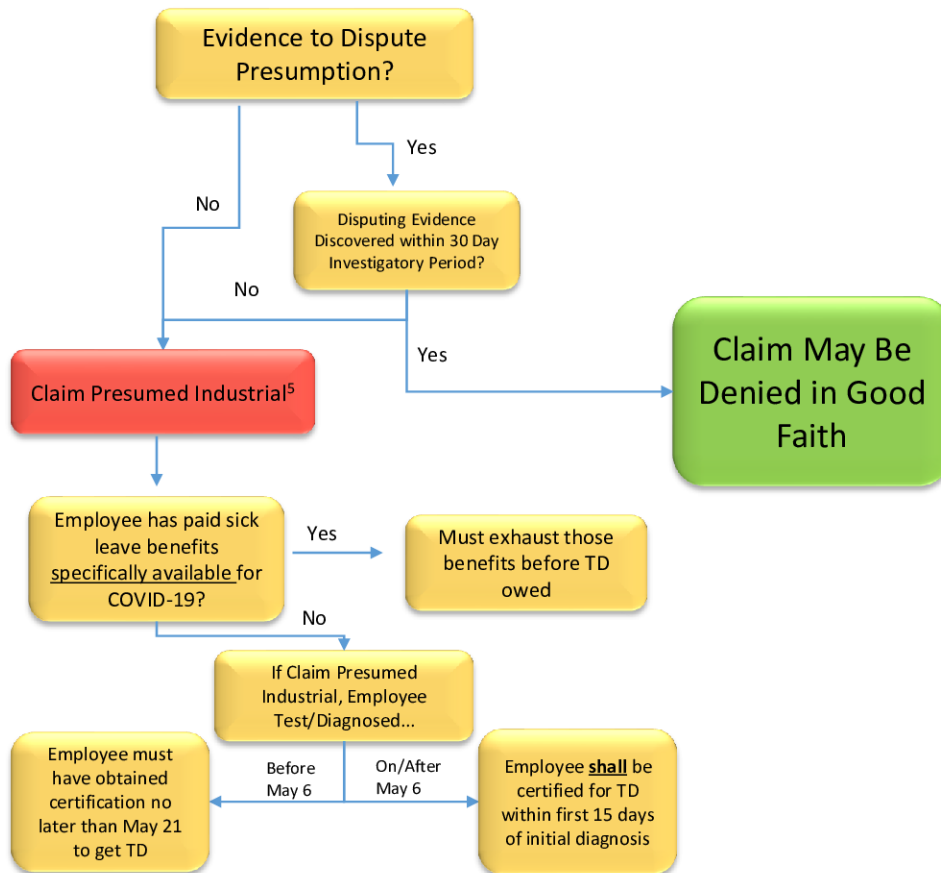 Evidence to Dispute
Presumption?
Yes
No
Disputing Evidence
Discovered within 30 Day
Investigatory Period?
No
Yes
Claim May Be
Denied in Good
Faith
Claim Presumed Industrial⁵
Employee has paid sick
leave benefits
specifically available for
COVID-19?
Yes
Must exhaust those
benefits before TD
owed
No
If Claim Presumed
Industrial, Employee
Test/Diagnosed...
Before
May 6
On/After
May 6
Employee must
have obtained
certification no
later than May 21
to get TD
Employee shall be
certified for TD
within first 15 days
of initial diagnosis